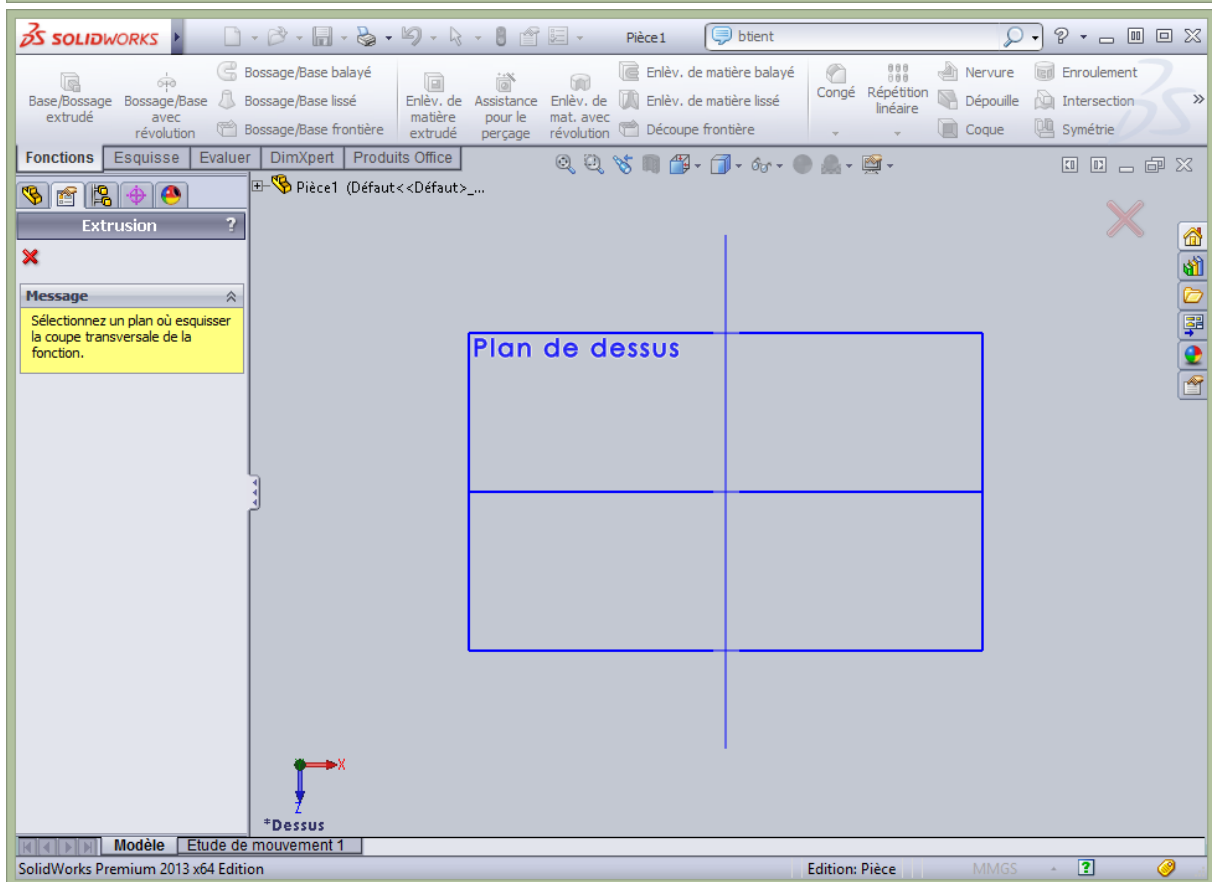 SOLIDWORKS
Pièce1
btient
Base/Bossage
extrudé
Bossage/Base
avec
révolution
Bossage/Base balayé
Bossage/Base lissé
Bossage/Base frontière
Enlèv. de
matière
extrudé
Assistance
pour le
perçage
Enlèv. de
mat. avec
révolution
Enlèv. de matière balayé
Enlèv. de matière lissé
Découpe frontière
Congé
Répétition
linéaire
Nervure
Dépouille
Coque
Enroulement
Intersection
Symétrie
Fonctions Esquisse Evaluer DimXpert Produits Office
Pièce1 (Défaut<<Défaut>_...
Extrusion ?
Message
Sélectionnez un plan où esquisser
la coupe transversale de la
fonction.
Plan de dessus
X
Z
*Dessus
Modèle Etude de mouvement 1
SolidWorks Premium 2013 x64 Edition Edition: Pièce MMGS